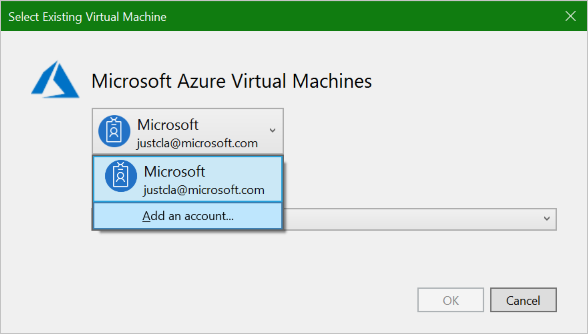 Select Existing Virtual Machine
Microsoft Azure Virtual Machines
Microsoft
justcla@microsoft.com
Microsoft
justcla@microsoft.com
Add an account...
OK
Cancel